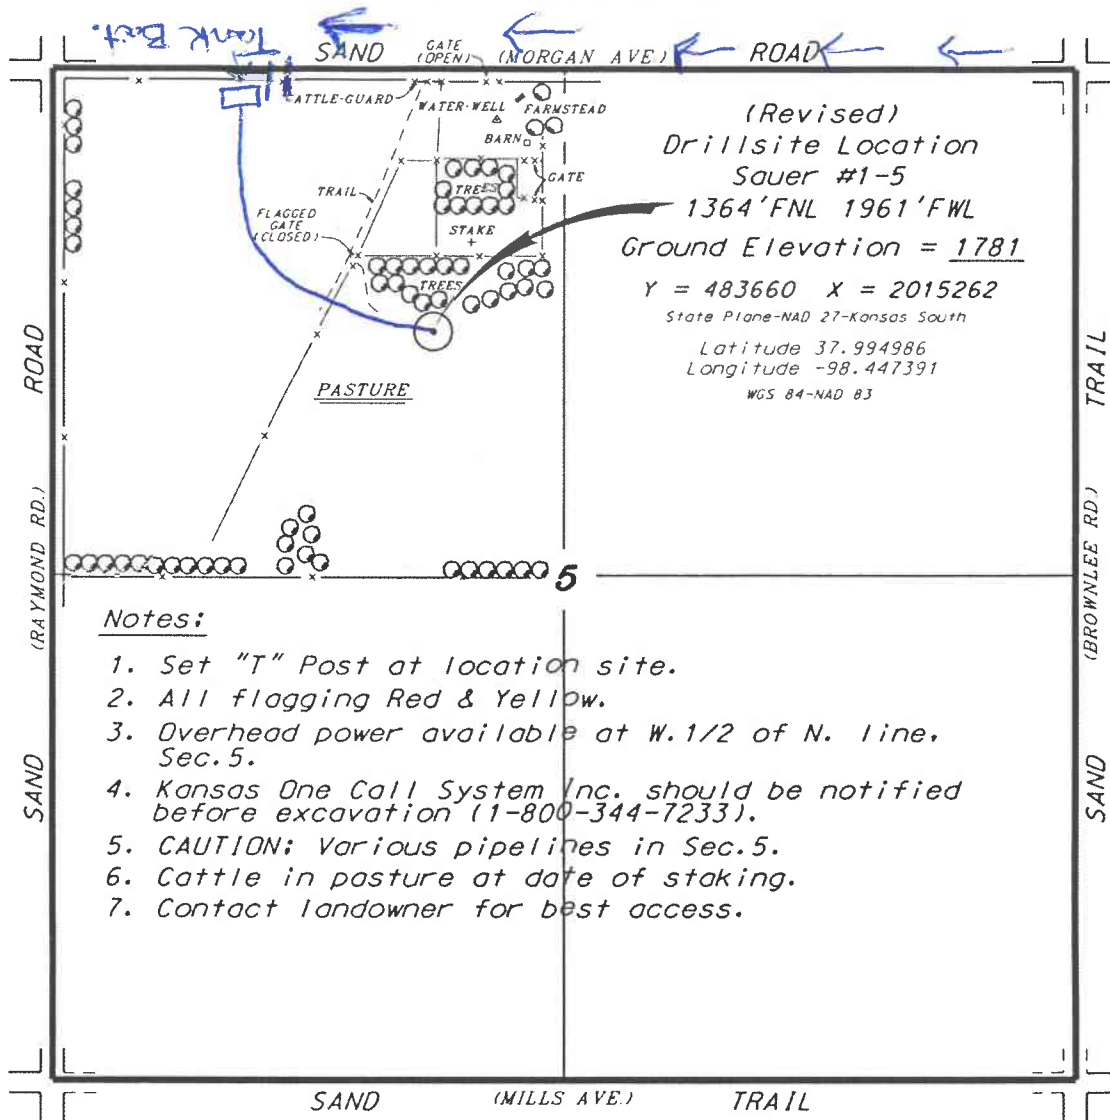 Tank Bat.
SAND (MORGAN AVE.) ROAD
GATE
(OPEN)
ATTLE-GUARD
WATER-WELL
FARMSTEAD
BARN
GATE
TREES
TRAIL
FLAGGED
GATE
(CLOSED)
STAKE
TREES
PASTURE
(Revised)
Drillsite Location
Sauer #1-5
1364'FNL 1961'FWL
Ground Elevation = 1781
Y = 483660 X = 2015262
State Plane-NAD 27-Kansas South
Latitude 37.994986
Longitude -98.447391
WGS 84-NAD 83
SAND (RAYMOND RD.) ROAD
SAND (BROWNLEE RD.) TRAIL
5
Notes:
1. Set "T" Post at location site.
2. All flagging Red & Yellow.
3. Overhead power available at W.1/2 of N. line,
Sec.5.
4. Kansas One Call System Inc. should be notified
before excavation (1-800-344-7233).
5. CAUTION: Various pipelines in Sec.5.
6. Cattle in pasture at date of staking.
7. Contact landowner for best access.
SAND (MILLS AVE.) TRAIL